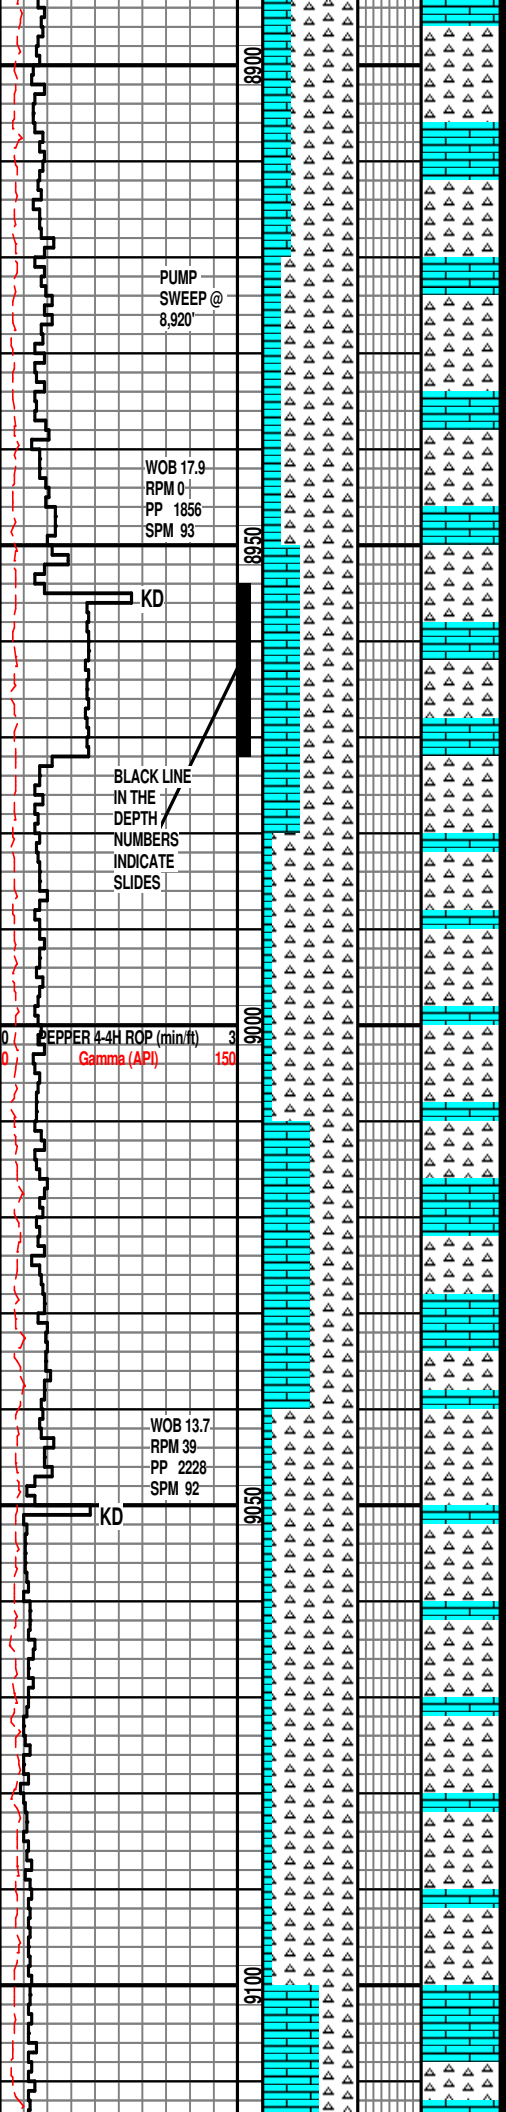 8900
PUMP
SWEEP @
8,920'
WOB 17.9
RPM 0
PP 1856
SPM 93
8950
KD
BLACK LINE
IN THE
DEPTH
NUMBERS
INDICATE
SLIDES
9000
0 PEPPER 4-4H ROP (min/ft) 3
0 Gamma (API) 150
WOB 13.7
RPM 39
PP 2228
SPM 92
9050
KD
9100